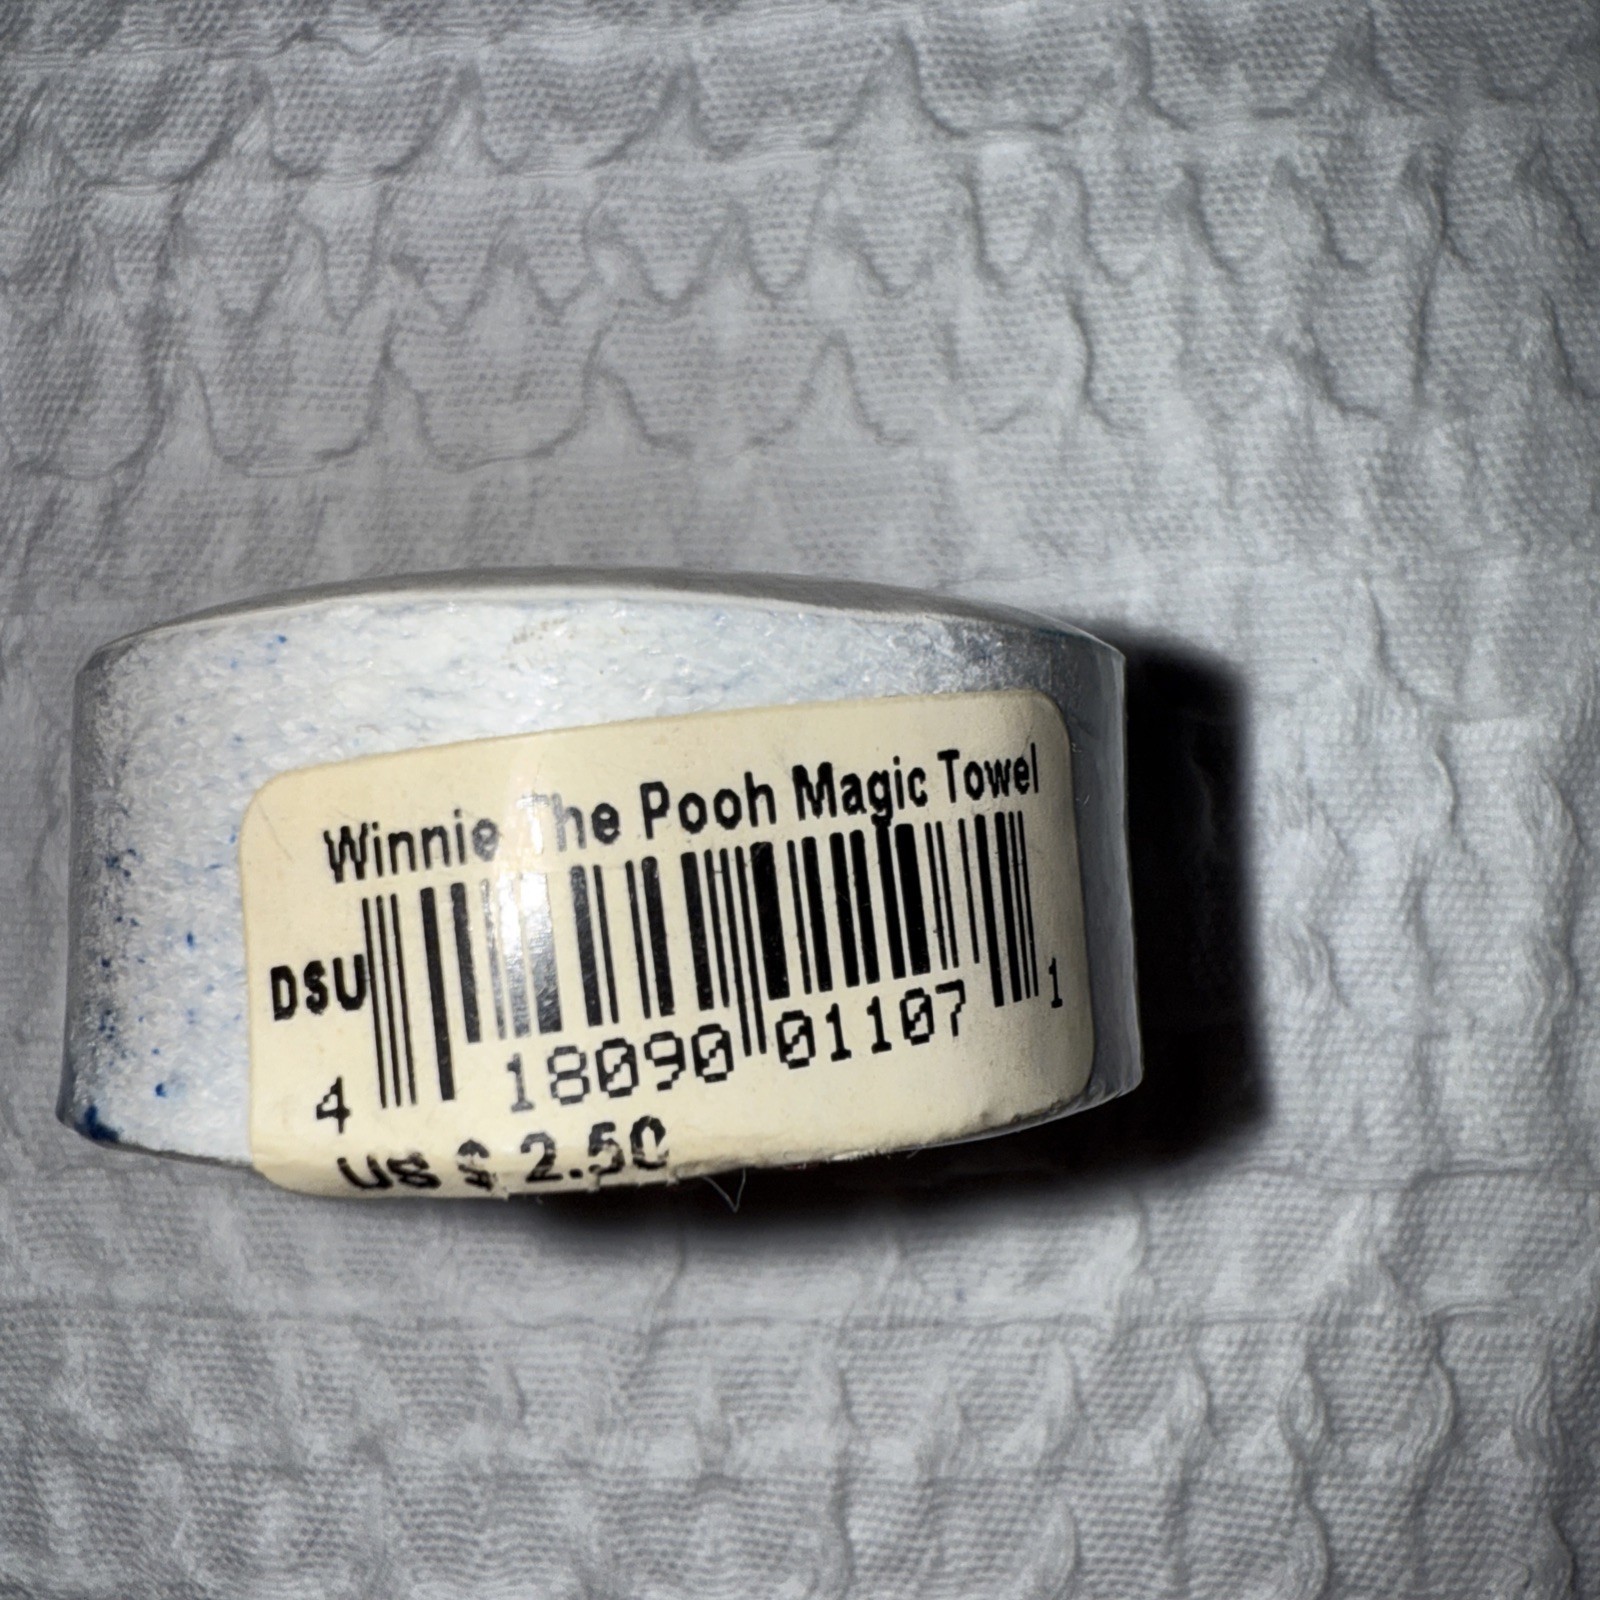 Winnie The Pooh Magic Towel
DSU
4 18090 01107 1
US $ 2.50